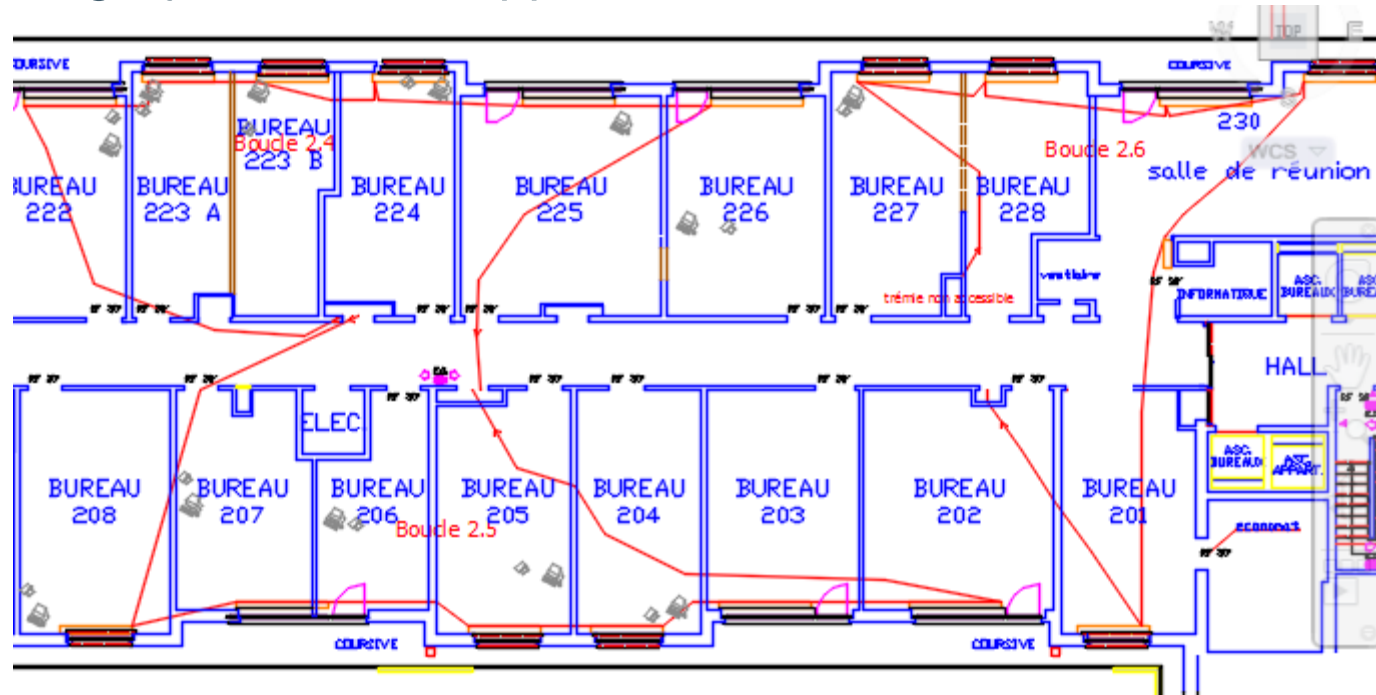 TOP
E
COURSIVE
COURSIVE
BUREAU
223 B
Boucle 2.4
Boucle 2.6
230
WCS
salle de réunion
BUREAU
222
BUREAU
223 A
BUREAU
224
BUREAU
225
BUREAU
226
BUREAU
227
BUREAU
228
vestiaire
trémie non accessible
INFORMATIQUE
ASC.
BUREAUX
HALL
ELEC.
BUREAU
208
BUREAU
207
BUREAU
206
BUREAU
205
BUREAU
204
BUREAU
203
BUREAU
202
BUREAU
201
Boucle 2.5
ASC.
BUREAUX
ASC.
APPART.
economat
COURSIVE
COURSIVE